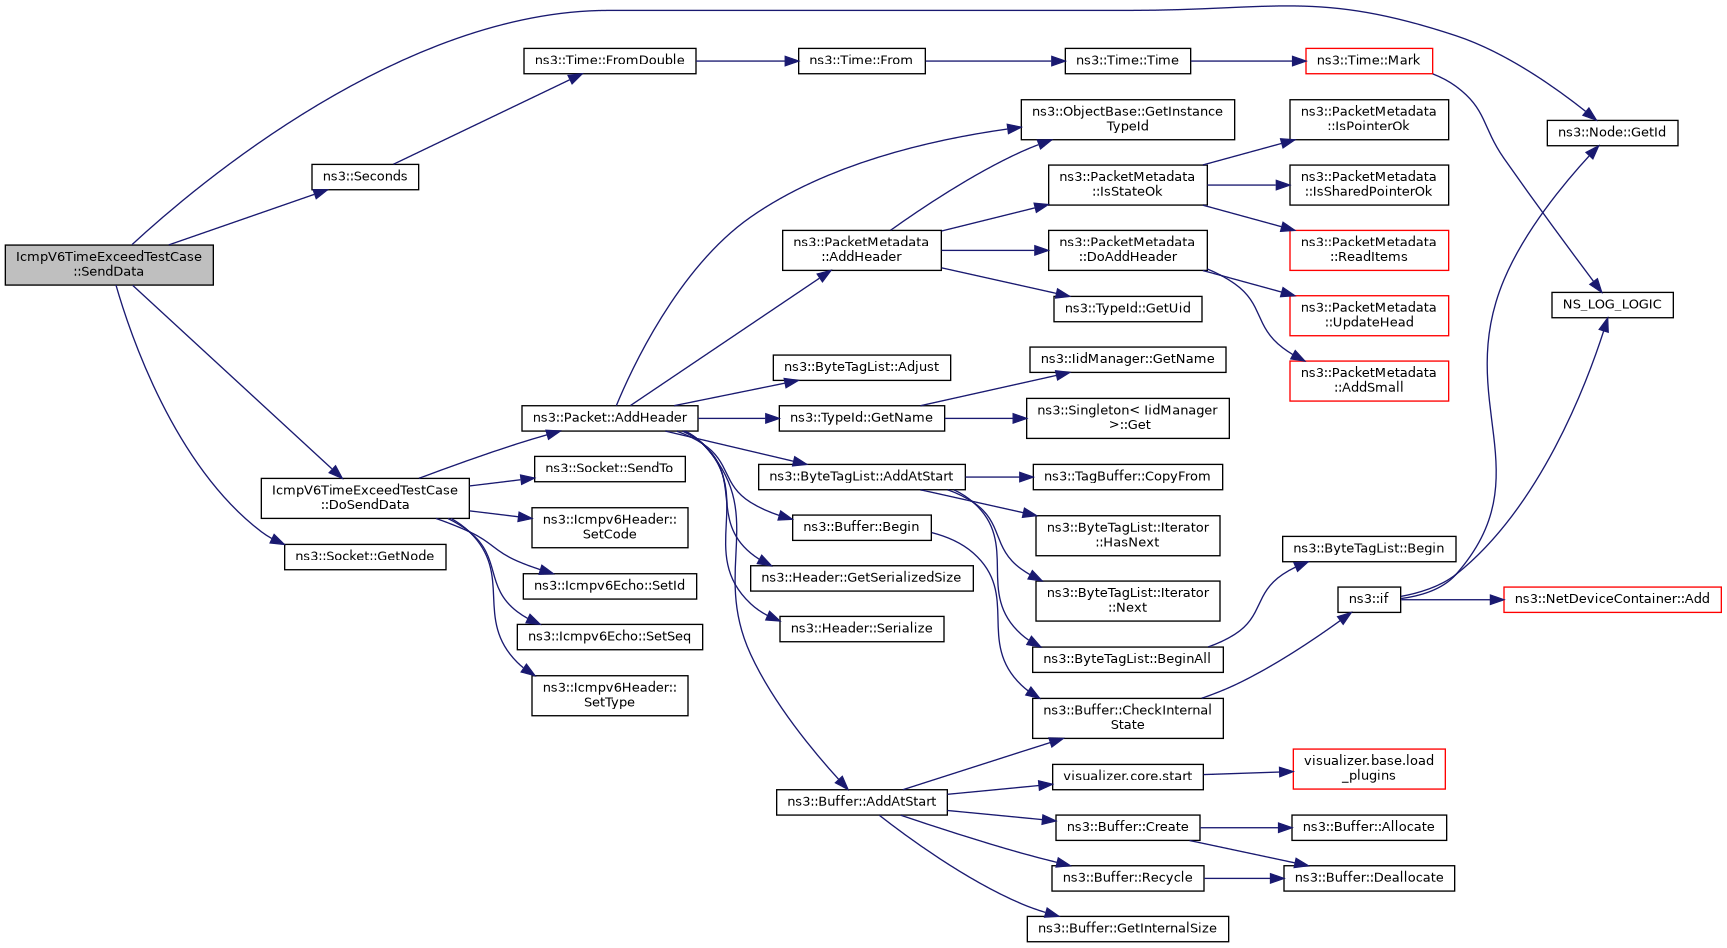 IcmpV6TimeExceedTestCase
::SendData
ns3::Seconds
ns3::Time::FromDouble
ns3::Time::From
ns3::Time::Time
ns3::Time::Mark
ns3::Node::GetId
NS_LOG_LOGIC
IcmpV6TimeExceedTestCase
::DoSendData
ns3::Socket::GetNode
ns3::Packet::AddHeader
ns3::Socket::SendTo
ns3::Icmpv6Header::
SetCode
ns3::Icmpv6Echo::SetId
ns3::Icmpv6Echo::SetSeq
ns3::Icmpv6Header::
SetType
ns3::ObjectBase::GetInstance
TypeId
ns3::PacketMetadata
::AddHeader
ns3::PacketMetadata
::IsStateOk
ns3::PacketMetadata
::IsPointerOk
ns3::PacketMetadata
::IsSharedPointerOk
ns3::PacketMetadata
::ReadItems
ns3::PacketMetadata
::DoAddHeader
ns3::PacketMetadata
::UpdateHead
ns3::PacketMetadata
::AddSmall
ns3::TypeId::GetUid
ns3::ByteTagList::Adjust
ns3::TypeId::GetName
ns3::IidManager::GetName
ns3::Singleton< IidManager
>::Get
ns3::ByteTagList::AddAtStart
ns3::TagBuffer::CopyFrom
ns3::ByteTagList::Iterator
::HasNext
ns3::ByteTagList::Iterator
::Next
ns3::ByteTagList::BeginAll
ns3::ByteTagList::Begin
ns3::Buffer::Begin
ns3::Header::GetSerializedSize
ns3::Header::Serialize
ns3::Buffer::CheckInternal
State
ns3::if
ns3::NetDeviceContainer::Add
ns3::Buffer::AddAtStart
visualizer.core.start
visualizer.base.load
_plugins
ns3::Buffer::Create
ns3::Buffer::Allocate
ns3::Buffer::Recycle
ns3::Buffer::Deallocate
ns3::Buffer::GetInternalSize